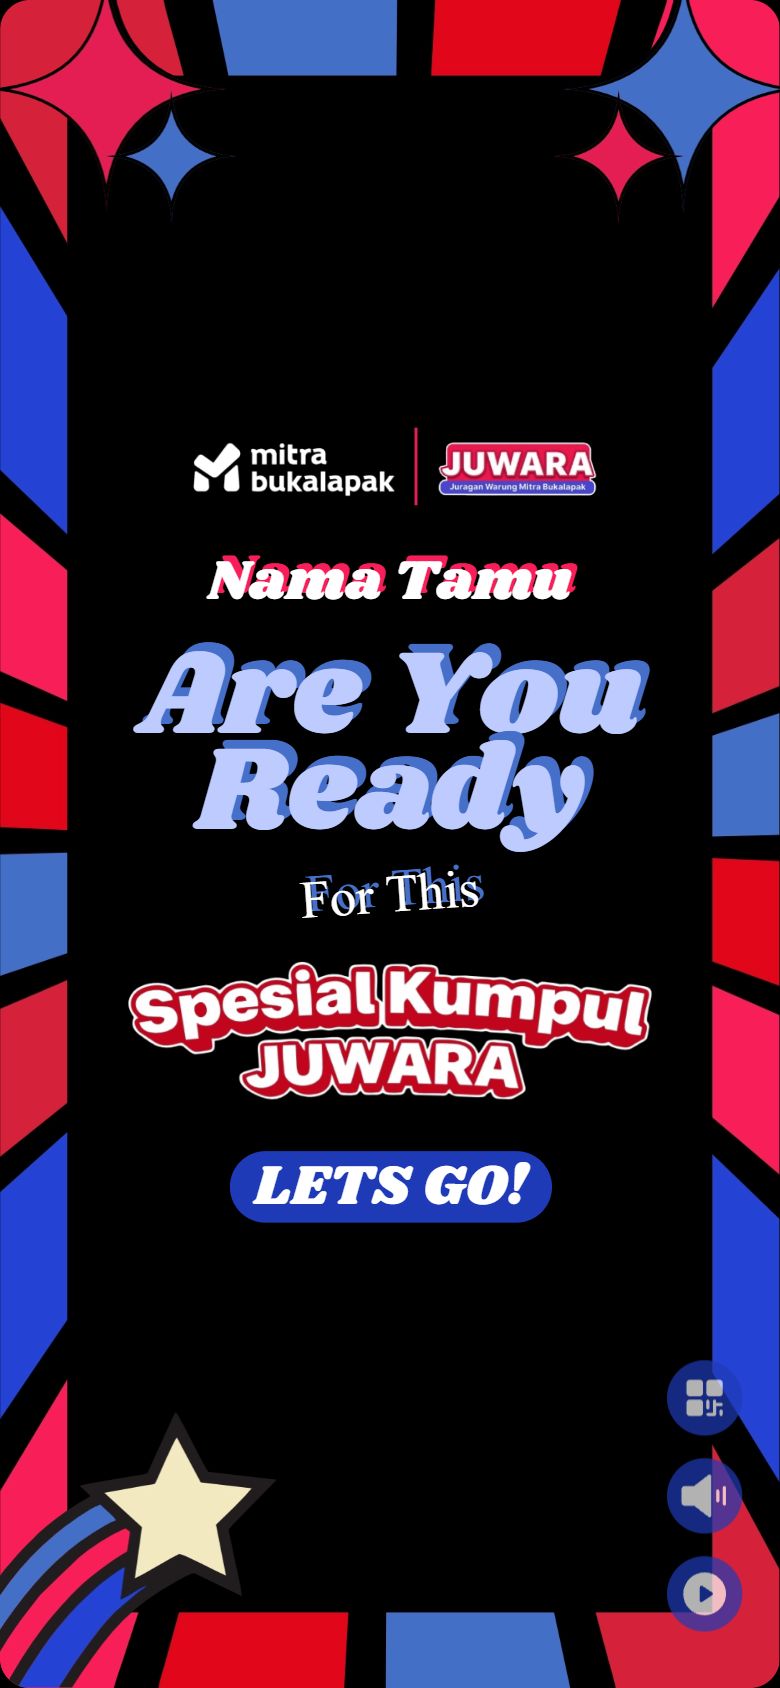 mitra
bukalapak
JUWARA
Juragan Warung Mitra Bukalapak
Nama Tamu
Are You
Ready
For This
Spesial Kumpul
JUWARA
LETS GO!